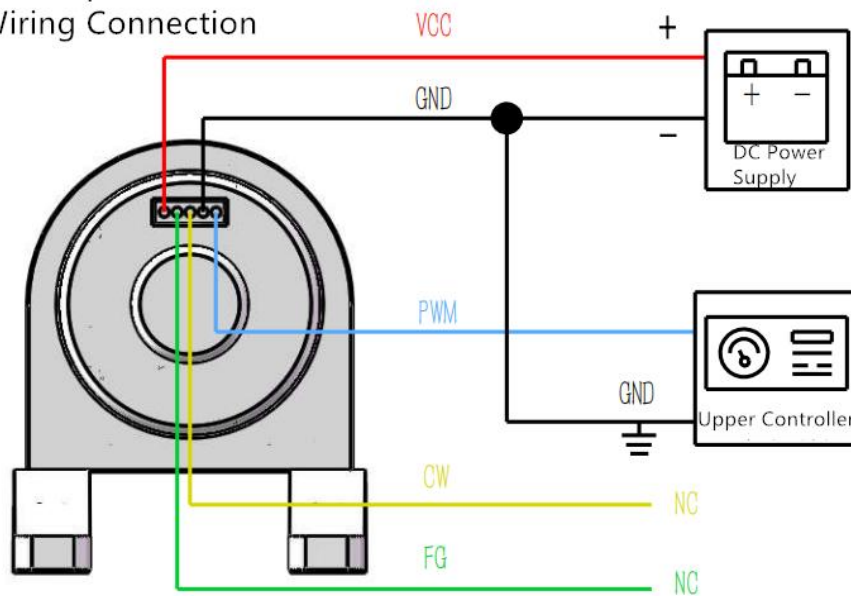 Wiring Connection
VCC
+
GND
+ -
-
DC Power
Supply
PWM
GND
Upper Controller
CW
NC
FG
NC